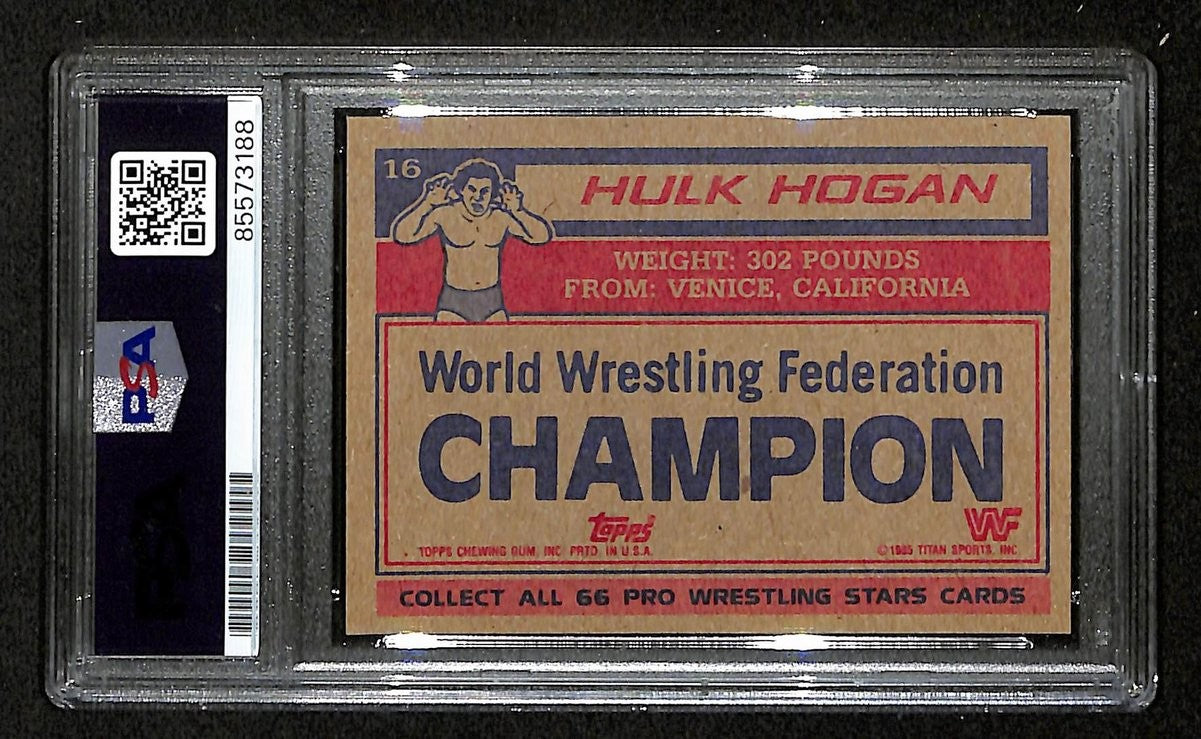 85573188
PSA
16
HULK HOGAN
WEIGHT: 302 POUNDS
FROM: VENICE, CALIFORNIA
World Wrestling Federation
CHAMPION
topps
WF
TOPPS CHEWING GUM, INC. PRTD. IN U.S.A.
© 1985 TITAN SPORTS, INC.
COLLECT ALL 66 PRO WRESTLING STARS CARDS